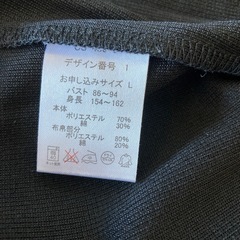 デザイン番号 1
お申し込みサイズ L
バスト 86〜94
身長 154〜162
本体
ポリエステル 70%
綿 30%
布帛部分
ポリエステル 80%
綿 20%